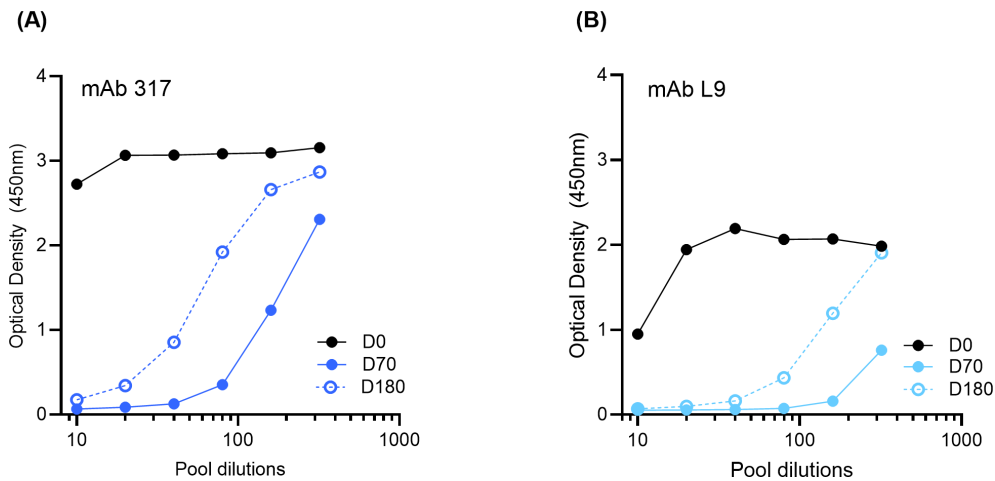 (A)
mAb 317
Optical Density (450nm)
4
3
2
1
0
10
100
1000
Pool dilutions
D0
D70
D180
(B)
mAb L9
Optical Density (450nm)
4
3
2
1
0
10
100
1000
Pool dilutions
D0
D70
D180